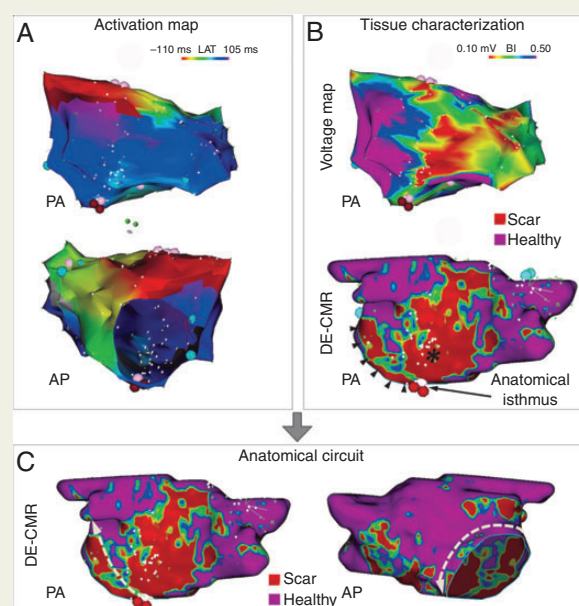 A
Activation map
–110 ms LAT 105 ms
PA
AP
B
Tissue characterization
0.10 mV BI 0.50
Voltage map
PA
Scar
Healthy
DE-CMR
PA
*
Anatomical
isthmus
C
Anatomical circuit
DE-CMR
PA
Scar
Healthy
AP